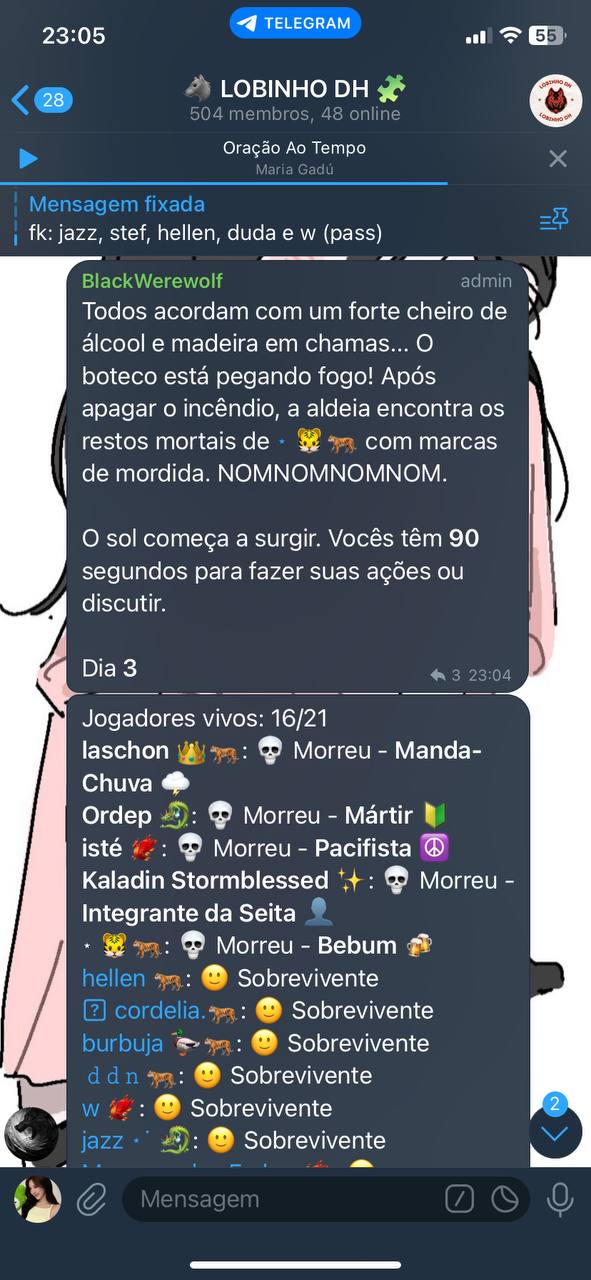 23:05
TELEGRAM
55
28
🐺 LOBINHO DH 🧩
504 membros, 48 online
LOBINHO DH
LOBINHO DH
Oração Ao Tempo
Maria Gadú
Mensagem fixada
fk: jazz, stef, hellen, duda e w (pass)
BlackWerewolf admin
Todos acordam com um forte cheiro de
álcool e madeira em chamas... O
boteco está pegando fogo! Após
apagar o incêndio, a aldeia encontra os
restos mortais de · 🐯🐅 com marcas
de mordida. NOMNOMNOMNOM.
O sol começa a surgir. Vocês têm 90
segundos para fazer suas ações ou
discutir.
Dia 3
3 23:04
Jogadores vivos: 16/21
laschon 👑🐅: 💀 Morreu - Manda-
Chuva 🌩
Ordep 🐉: 💀 Morreu - Mártir 🔰
isté 🐦‍🔥: 💀 Morreu - Pacifista ☮️
Kaladin Stormblessed ✨: 💀 Morreu -
Integrante da Seita 👤
· 🐯🐅: 💀 Morreu - Bebum 🍻
hellen 🐅: 🙂 Sobrevivente
cordelia.🐅: 🙂 Sobrevivente
burbuja 🦆🐅: 🙂 Sobrevivente
d d n 🐅: 🙂 Sobrevivente
w 🐦‍🔥: 🙂 Sobrevivente
jazz ⋆˙ 🐉: 🙂 Sobrevivente
2
Mensagem